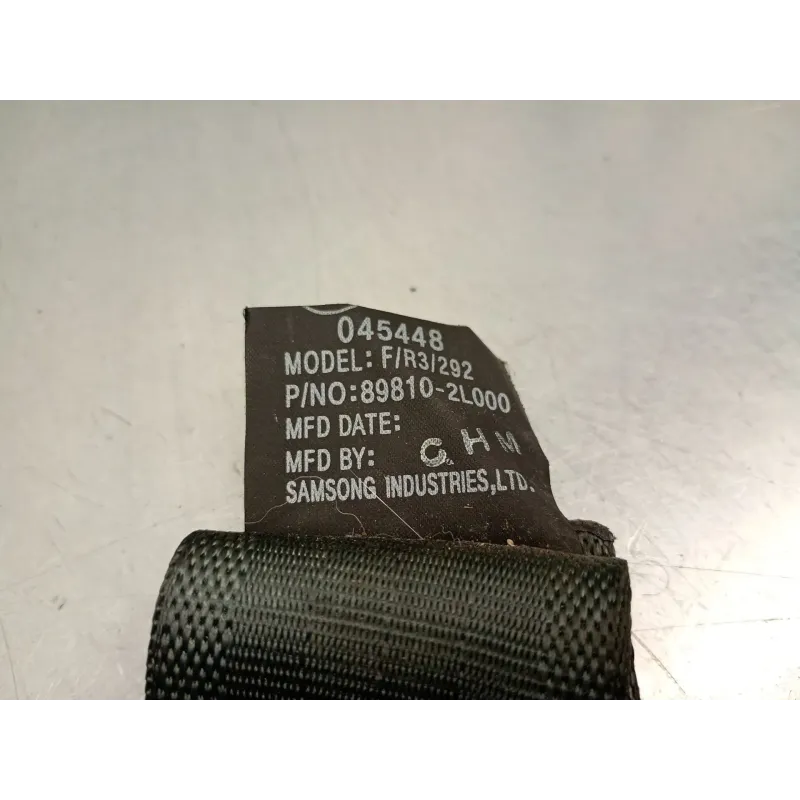 045448
MODEL: F/R3/292
P/NO:89810-2L000
MFD DATE:
MFD BY: C. H M
SAMSONG INDUSTRIES,LTD.